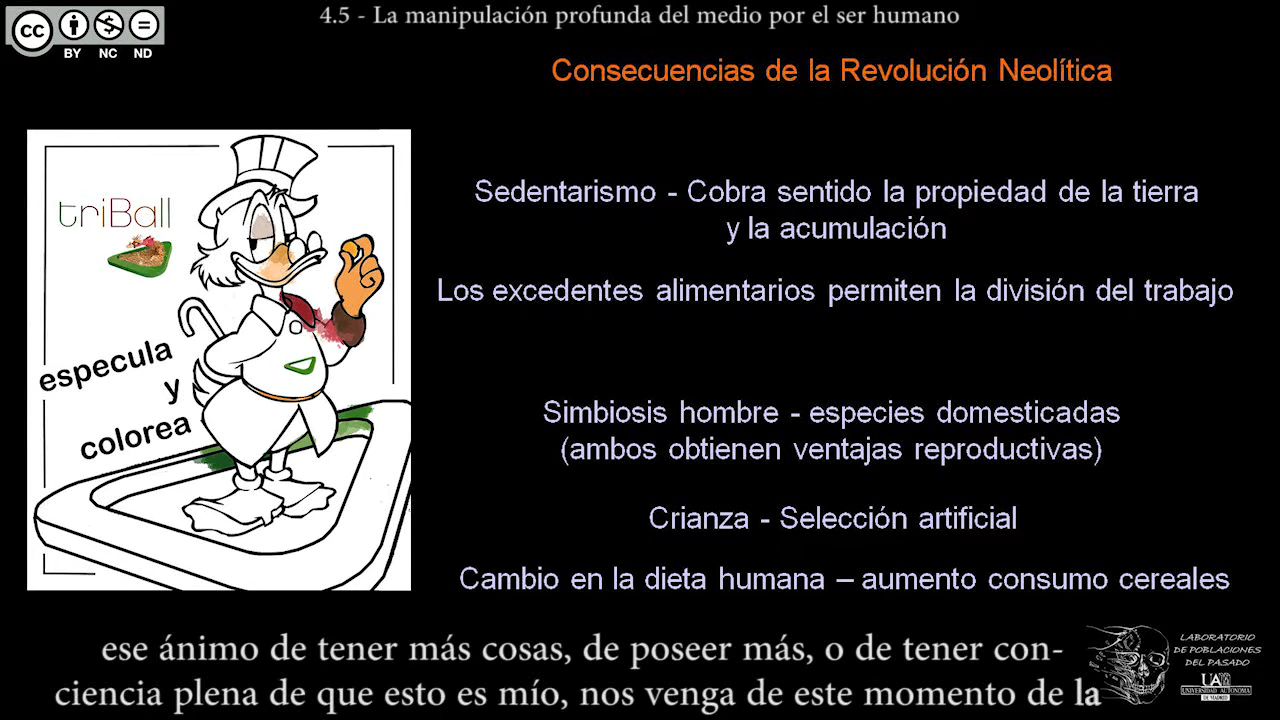 4.5 - La manipulación profunda del medio por el ser humano
cc
BY NC ND
Consecuencias de la Revolución Neolítica
triBall
especula
y
colorea
Sedentarismo - Cobra sentido la propiedad de la tierra
y la acumulación
Los excedentes alimentarios permiten la división del trabajo
Simbiosis hombre - especies domesticadas
(ambos obtienen ventajas reproductivas)
Crianza - Selección artificial
Cambio en la dieta humana – aumento consumo cereales
ese ánimo de tener más cosas, de poseer más, o de tener con-
ciencia plena de que esto es mío, nos venga de este momento de la
LABORATORIO
DE POBLACIONES
DEL PASADO
UAM
UNIVERSIDAD AUTONOMA
DE MADRID